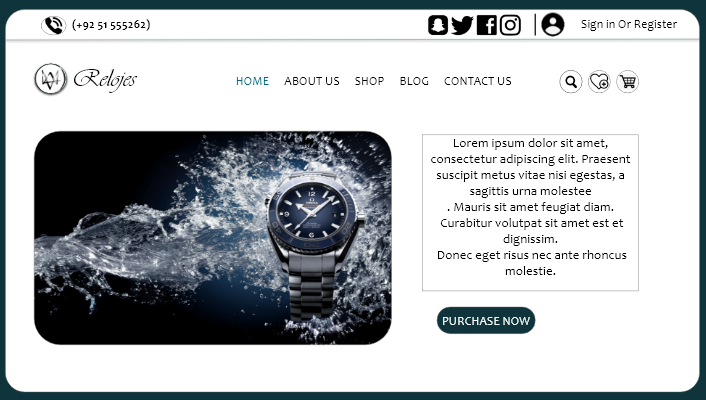 (+92 51 555262)
Sign in Or Register
Relojes
HOME ABOUT US SHOP BLOG CONTACT US
Lorem ipsum dolor sit amet,
consectetur adipiscing elit. Praesent
suscipit metus vitae nisi egestas, a
sagittis urna molestee
. Mauris sit amet feugiat diam.
Curabitur volutpat sit amet est et
dignissim.
Donec eget risus nec ante rhoncus
molestie.
12
PURCHASE NOW